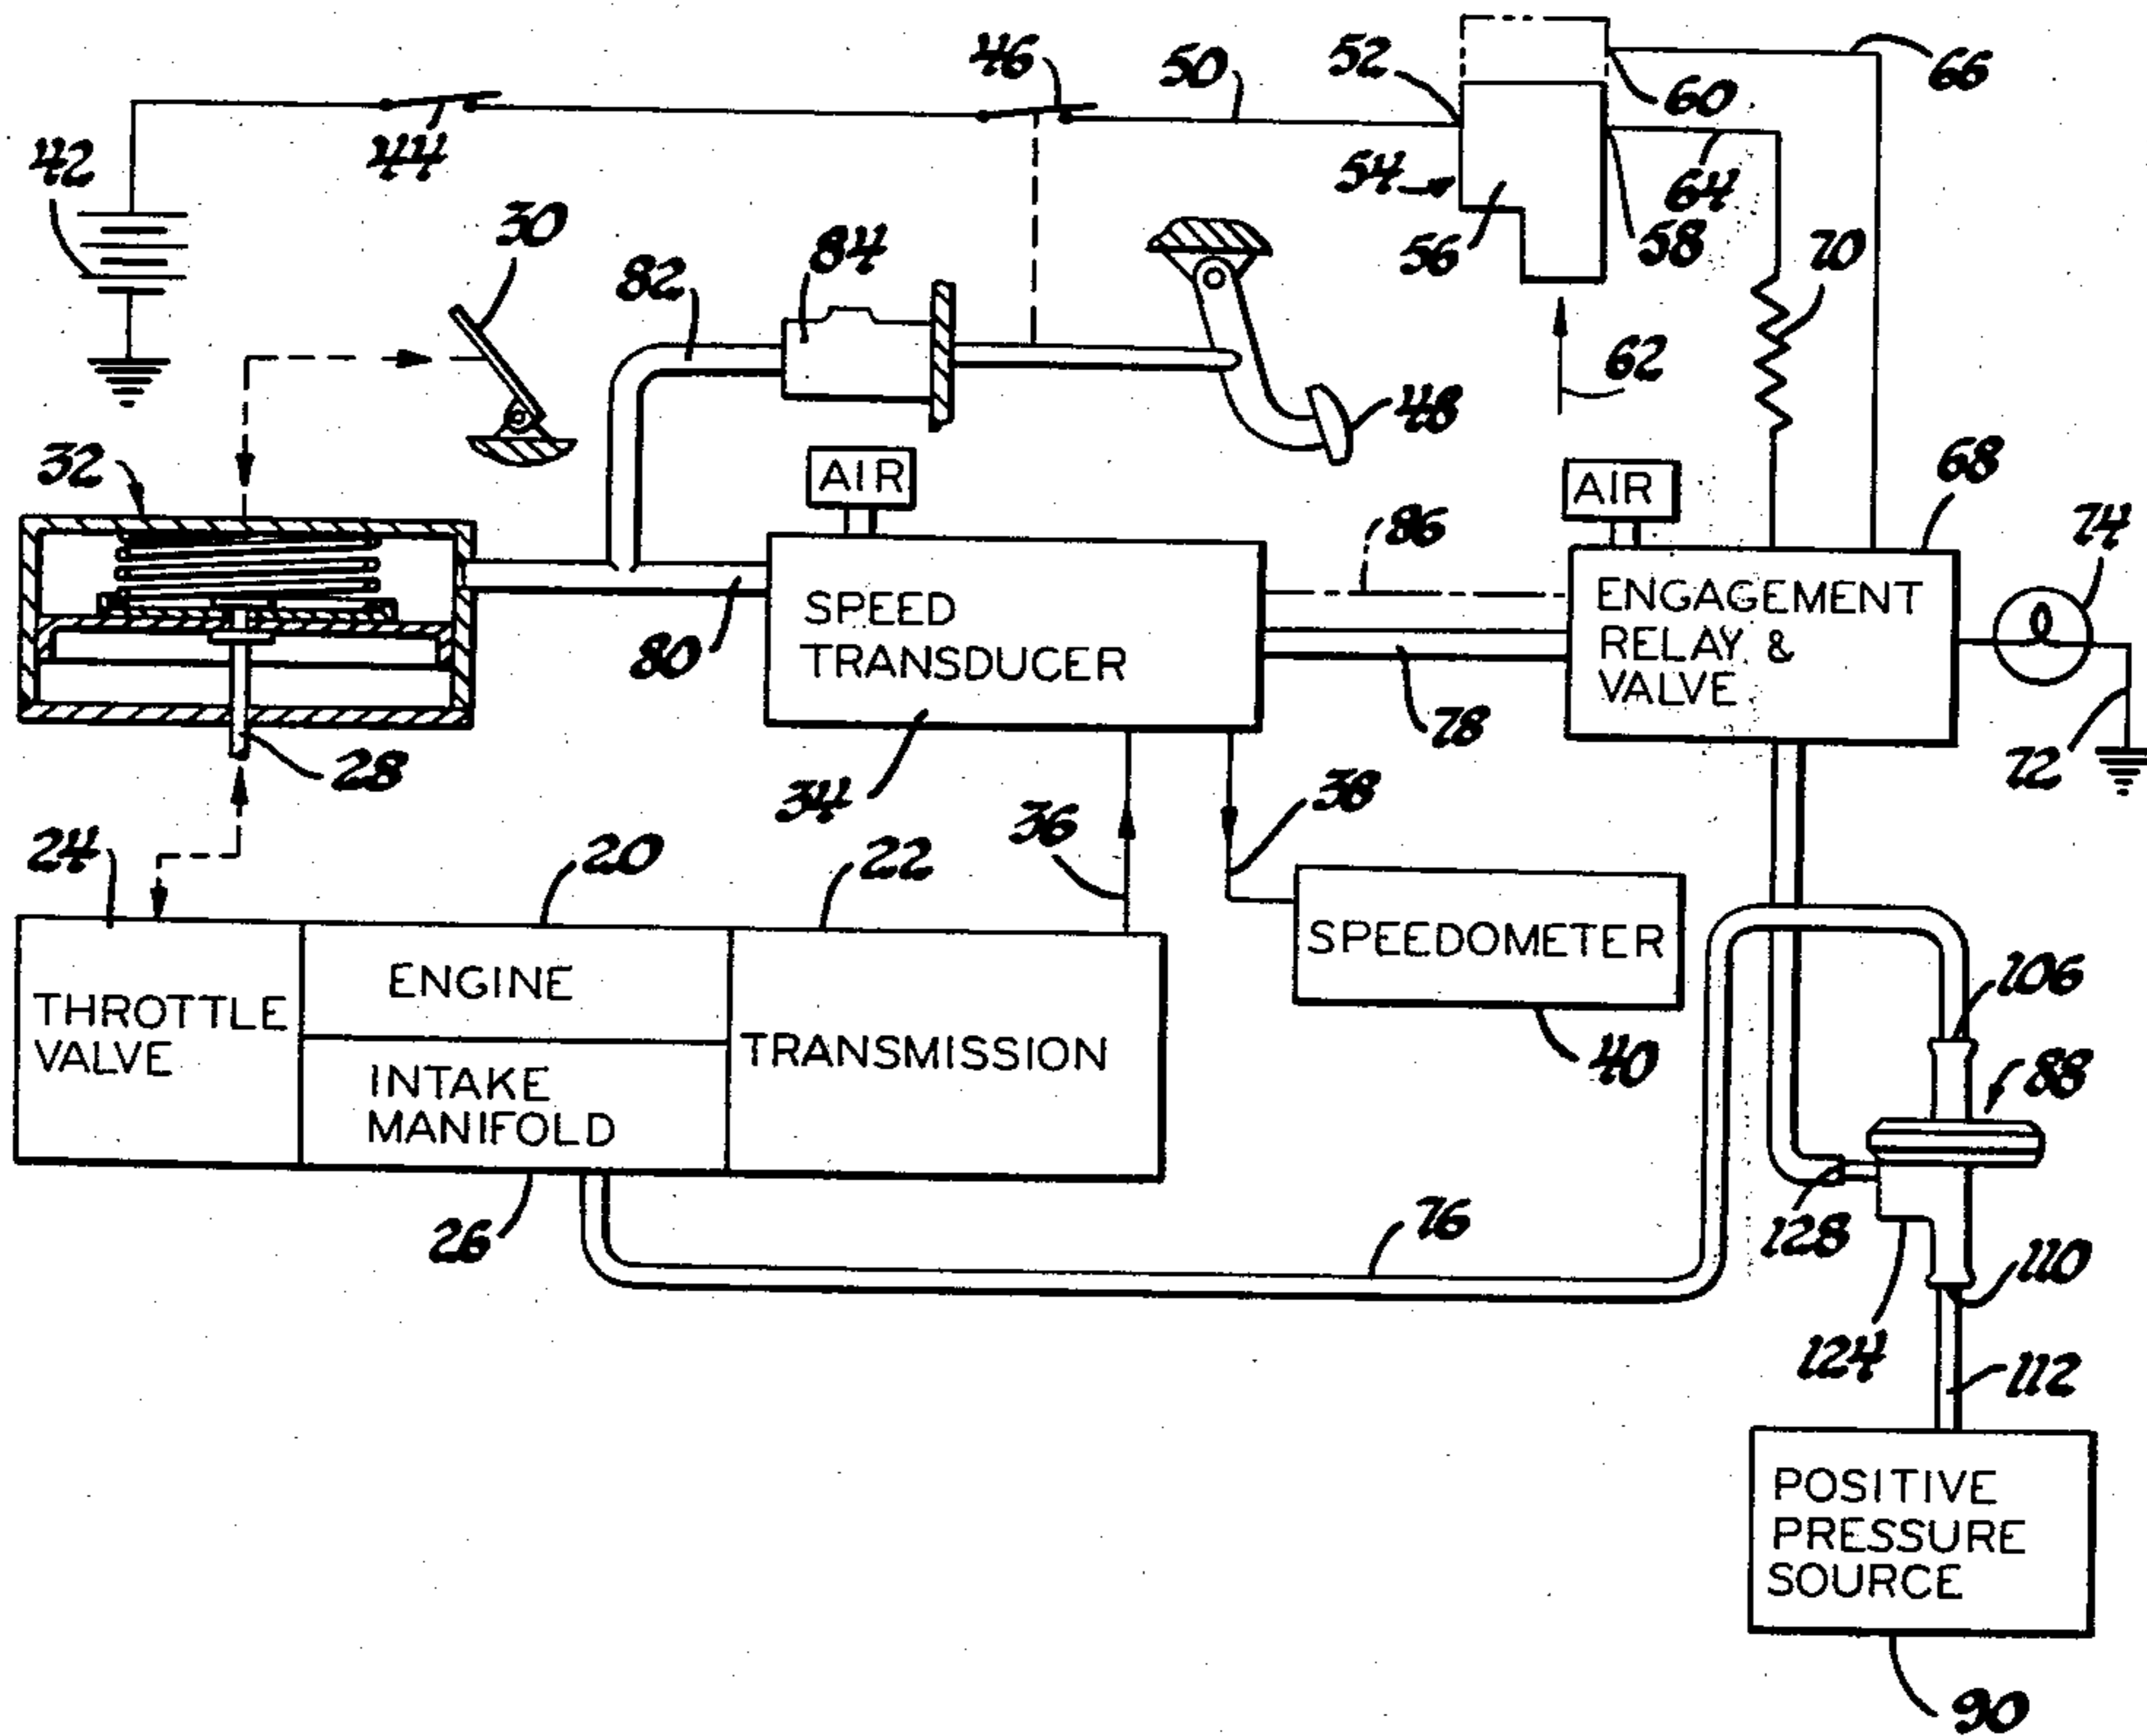 46
50
52
66
60
44
42
54
64
30
84
56
58
70
82
62
48
32
AIR
AIR
68
86
74
SPEED
TRANSDUCER
ENGAGEMENT
RELAY &
VALVE
80
78
28
72
34
38
36
24
20
22
SPEEDOMETER
THROTTLE
VALVE
ENGINE
TRANSMISSION
106
40
88
INTAKE
MANIFOLD
26
76
128
110
124
112
POSITIVE
PRESSURE
SOURCE
90